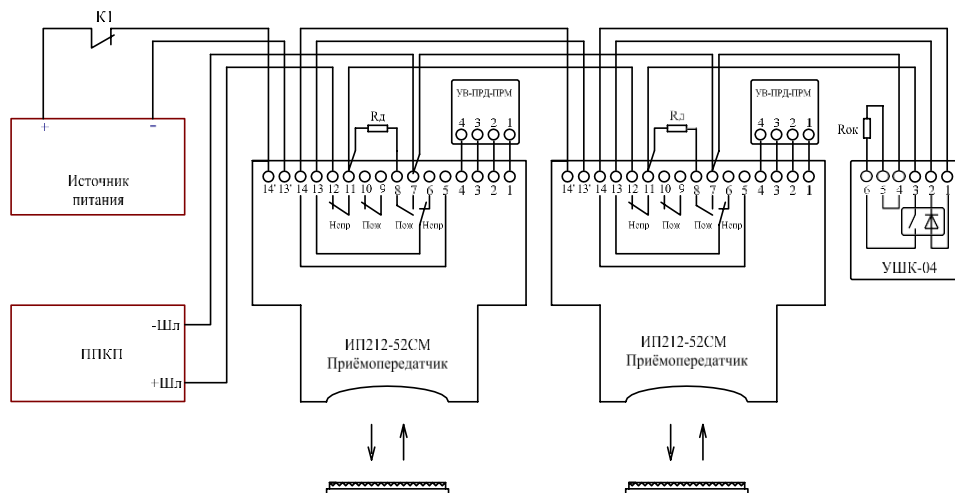 К1
УВ-ПРД-ПРМ
4 3 2 1
УВ-ПРД-ПРМ
4 3 2 1
Rд
Rд
Rок
+ –
Источник
питания
14' 13' 14 13 12 11 10 9 8 7 6 5 4 3 2 1
Непр Пож Пож Непр
14' 13' 14 13 12 11 10 9 8 7 6 5 4 3 2 1
Непр Пож Пож Непр
6 5 4 3 2 1
УШК-04
-Шл
ППКП
+Шл
ИП212-52СМ
Приёмопередатчик
ИП212-52СМ
Приёмопередатчик